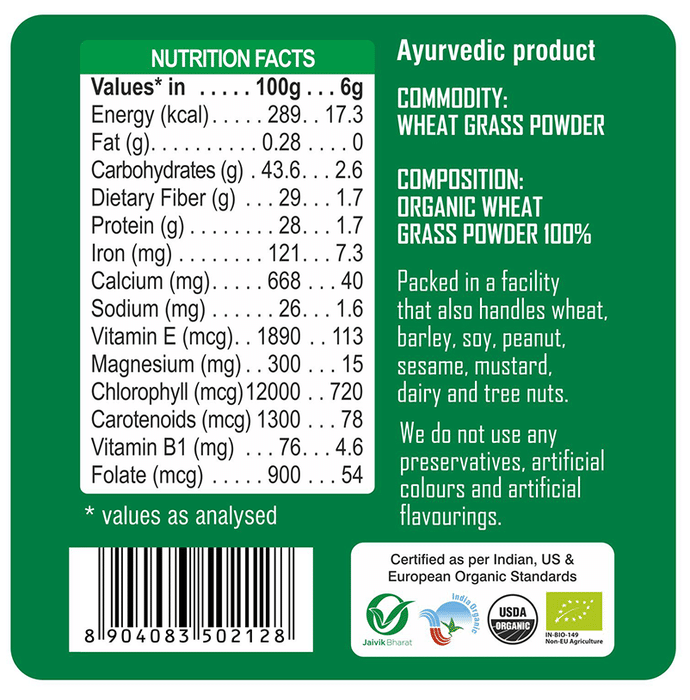 NUTRITION FACTS
Values* in ..... 100g ... 6g
Energy (kcal)..... 289.. 17.3
Fat (g).......... 0.28 .... 0
Carbohydrates (g) . 43.6... 2.6
Dietary Fiber (g) ... 29... 1.7
Protein (g) ........ 28... 1.7
Iron (mg) ........ 121... 7.3
Calcium (mg)..... 668 ... 40
Sodium (mg) ...... 26... 1.6
Vitamin E (mcg).. 1890 .. 113
Magnesium (mg).. 300 ... 15
Chlorophyll (mcg) 12000 .. 720
Carotenoids (mcg) 1300 ... 78
Vitamin B1 (mg) ... 76... 4.6
Folate (mcg) ..... 900 ... 54
* values as analysed
8 904083 502128
Ayurvedic product
COMMODITY:
WHEAT GRASS POWDER
COMPOSITION:
ORGANIC WHEAT
GRASS POWDER 100%
Packed in a facility
that also handles wheat,
barley, soy, peanut,
sesame, mustard,
dairy and tree nuts.
We do not use any
preservatives, artificial
colours and artificial
flavourings.
Certified as per Indian, US &
European Organic Standards
Jaivik Bharat
India Organic
USDA
ORGANIC
IN-BIO-149
Non-EU Agriculture